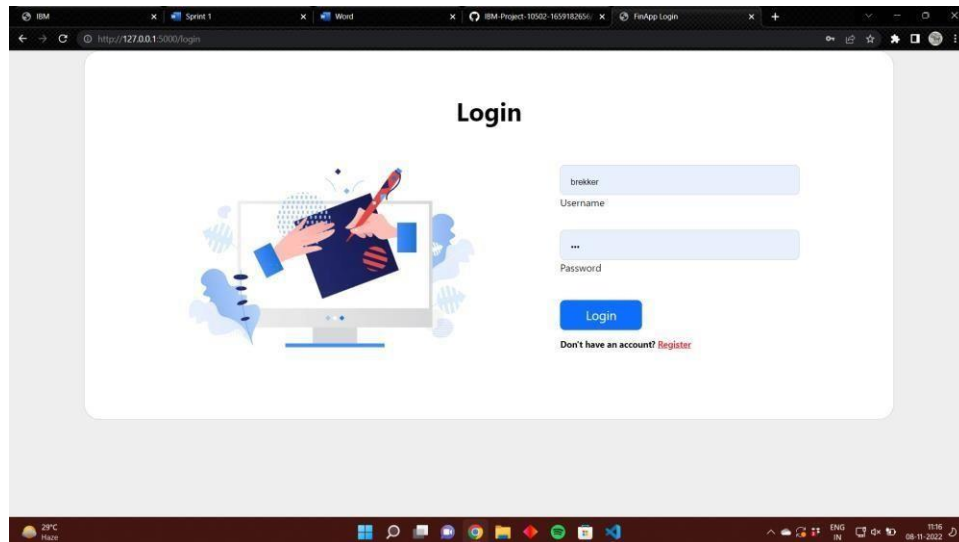 IBM
Sprint 1
Word
IBM-Project-10502-1659182656
FinApp Login
http://127.0.0.1:5000/login
Login
brekker
Username
•••
Password
Login
Don't have an account? Register
29°C
Haze
ENG
IN
11:16
08-11-2022